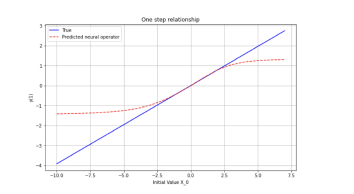 One step relationship
True
Predicted neural operator
3
2
1
0
−1
−2
−3
−4
y(1)
−10.0 −7.5 −5.0 −2.5 0.0 2.5 5.0 7.5
Initial Value X_0